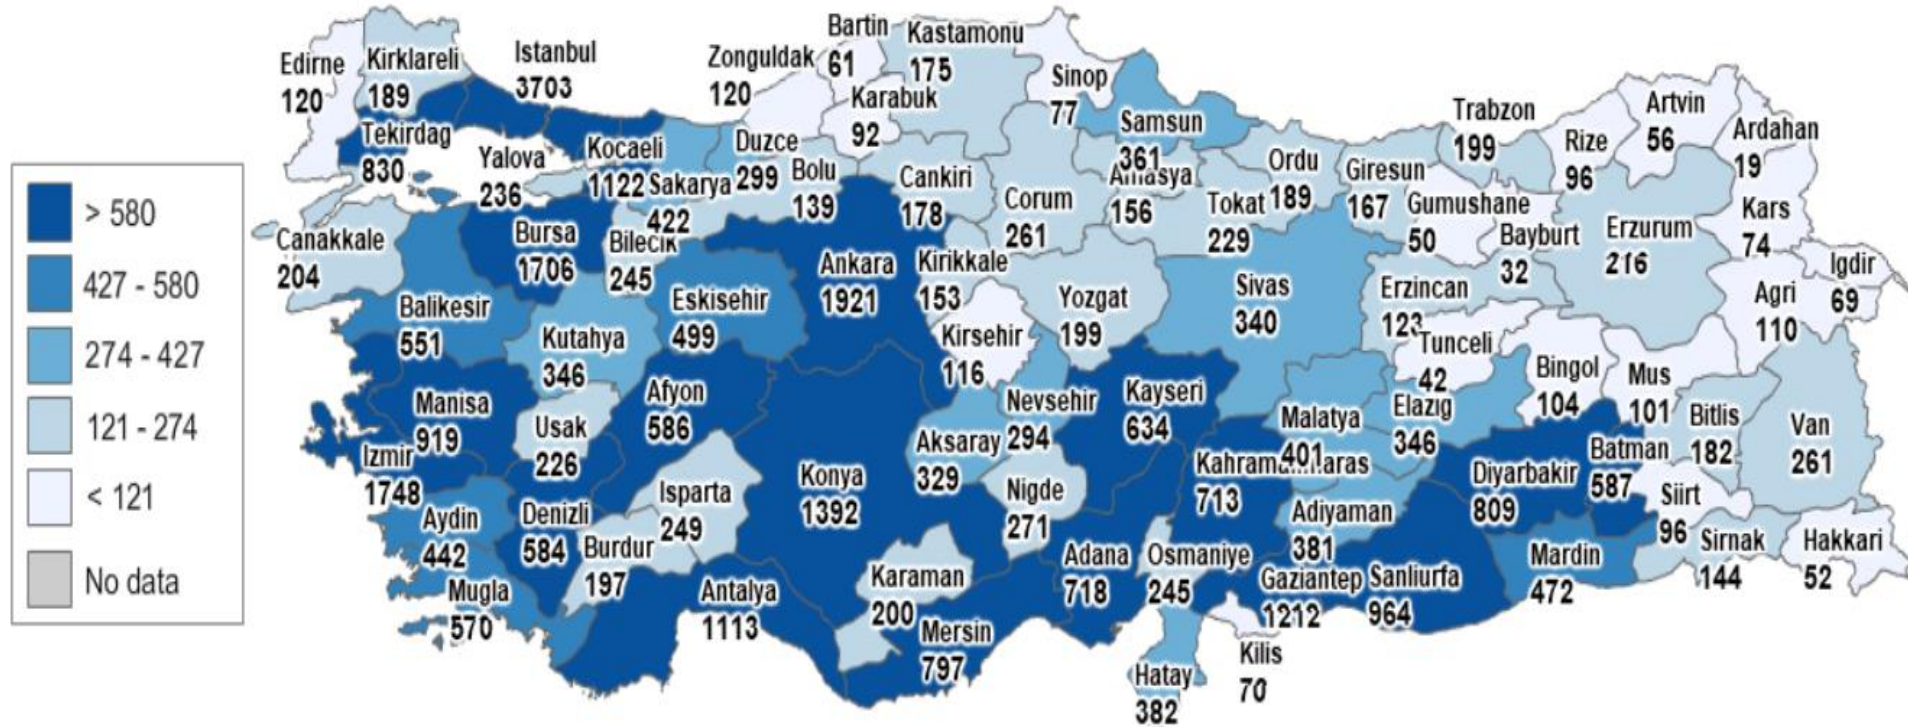 > 580
427 - 580
274 - 427
121 - 274
< 121
No data
Edirne
120
Kirklareli
189
Istanbul
3703
Tekirdag
830
Yalova
236
Kocaeli
1122
Sakarya
422
Duzce
299
Zonguldak
120
Bartin
61
Karabuk
92
Kastamonu
175
Sinop
77
Samsun
361
Bolu
139
Cankiri
178
Corum
261
Amasya
156
Tokat
229
Ordu
189
Giresun
167
Trabzon
199
Gumushane
50
Rize
96
Artvin
56
Ardahan
19
Kars
74
Bayburt
32
Erzurum
216
Igdir
69
Agri
110
Canakkale
204
Bursa
1706
Bilecik
245
Ankara
1921
Kirikkale
153
Yozgat
199
Sivas
340
Erzincan
123
Tunceli
42
Balikesir
551
Kutahya
346
Eskisehir
499
Kirsehir
116
Nevsehir
294
Kayseri
634
Malatya
401
Elazig
346
Bingol
104
Mus
101
Bitlis
182
Van
261
Manisa
919
Usak
226
Afyon
586
Aksaray
329
Izmir
1748
Konya
1392
Nigde
271
Kahramanmaras
713
Adiyaman
381
Diyarbakir
809
Batman
587
Siirt
96
Aydin
442
Denizli
584
Isparta
249
Burdur
197
Mugla
570
Antalya
1113
Karaman
200
Mersin
797
Adana
718
Osmaniye
245
Gaziantep
1212
Sanliurfa
964
Mardin
472
Sirnak
144
Hakkari
52
Hatay
382
Kilis
70